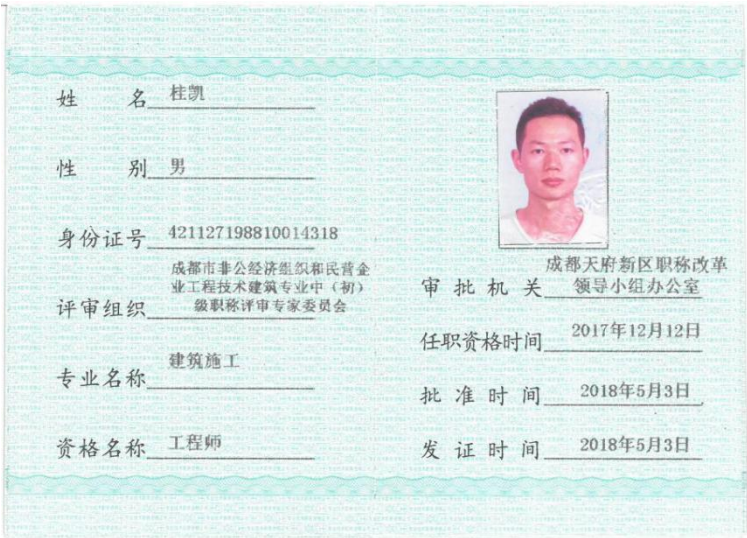 姓名 桂凯
性别 男
身份证号 421127198810014318
成都市非公经济组织和民营企
业工程技术建筑专业中（初）
评审组织 级职称评审专家委员会
专业名称 建筑施工
资格名称 工程师
成都天府新区职称改革
审批机关 领导小组办公室
任职资格时间 2017年12月12日
批准时间 2018年5月3日
发证时间 2018年5月3日